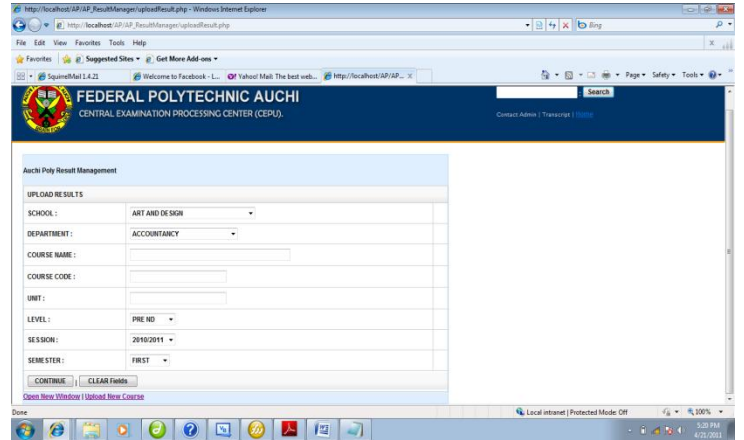 http://localhost/AP/AP_ResultManager/uploadResult.php - Windows Internet Explorer
http://localhost/AP/AP_ResultManager/uploadResult.php
Bing
File Edit View Favorites Tools Help
Favorites Suggested Sites Get More Add-ons
SquirrelMail 1.4.21 Welcome to Facebook - L... Yahoo! Mail: The best web... http://localhost/AP/AP... X Page Safety Tools
FEDERAL POLYTECHNIC AUCHI
Search
CENTRAL EXAMINATION PROCESSING CENTER (CEPU).
Contact Admin | Transcript |
Auchi Poly Result Management
UPLOAD RESULTS
SCHOOL : ART AND DESIGN
DEPARTMENT : ACCOUNTANCY
COURSE NAME :
COURSE CODE :
UNIT :
LEVEL : PRE ND
SESSION : 2010/2011
SEMESTER : FIRST
CONTINUE | CLEAR Fields
Open New Window | Upload New Course
Done Local intranet | Protected Mode: Off 100%
5:20 PM
4/21/2011